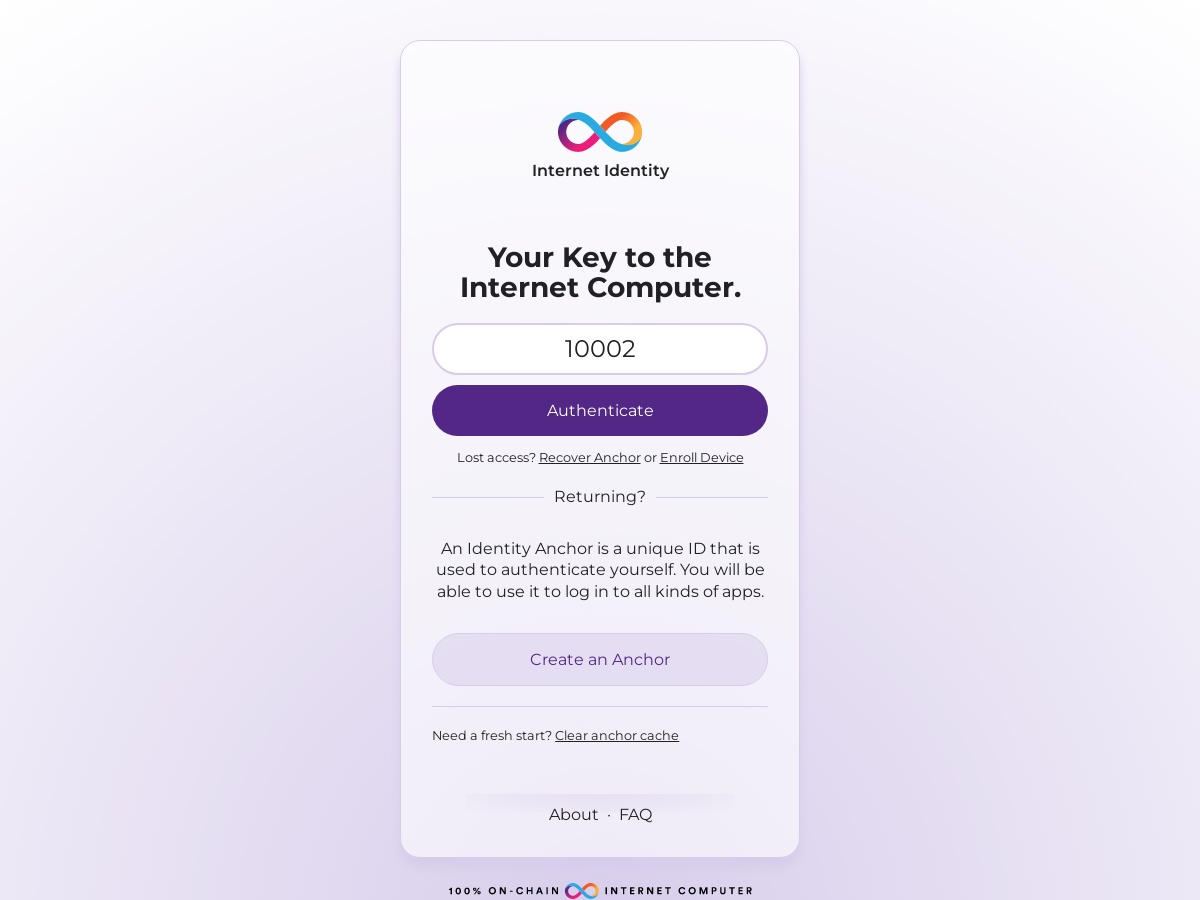 Internet Identity
Your Key to the
Internet Computer.
10002
Authenticate
Lost access? Recover Anchor or Enroll Device
Returning?
An Identity Anchor is a unique ID that is
used to authenticate yourself. You will be
able to use it to log in to all kinds of apps.
Create an Anchor
Need a fresh start? Clear anchor cache
About · FAQ
100% ON-CHAIN INTERNET COMPUTER